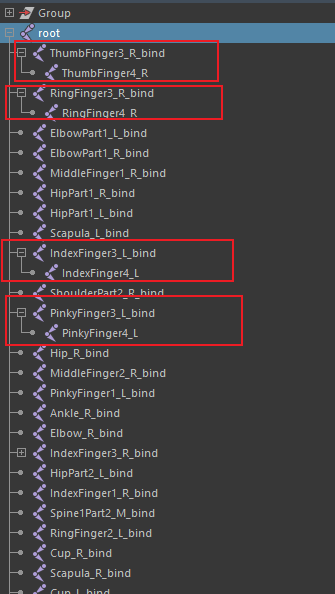 Group
root
ThumbFinger3_R_bind
ThumbFinger4_R
RingFinger3_R_bind
RingFinger4_R
ElbowPart1_L_bind
ElbowPart1_R_bind
MiddleFinger1_R_bind
HipPart1_R_bind
HipPart1_L_bind
Scapula_L_bind
IndexFinger3_L_bind
IndexFinger4_L
ShoulderPart2_R_bind
PinkyFinger3_L_bind
PinkyFinger4_L
Hip_R_bind
MiddleFinger2_R_bind
PinkyFinger1_L_bind
Ankle_R_bind
Elbow_R_bind
IndexFinger3_R_bind
HipPart2_L_bind
IndexFinger1_R_bind
Spine1Part2_M_bind
RingFinger2_L_bind
Cup_R_bind
Scapula_R_bind
Cup_L_bind